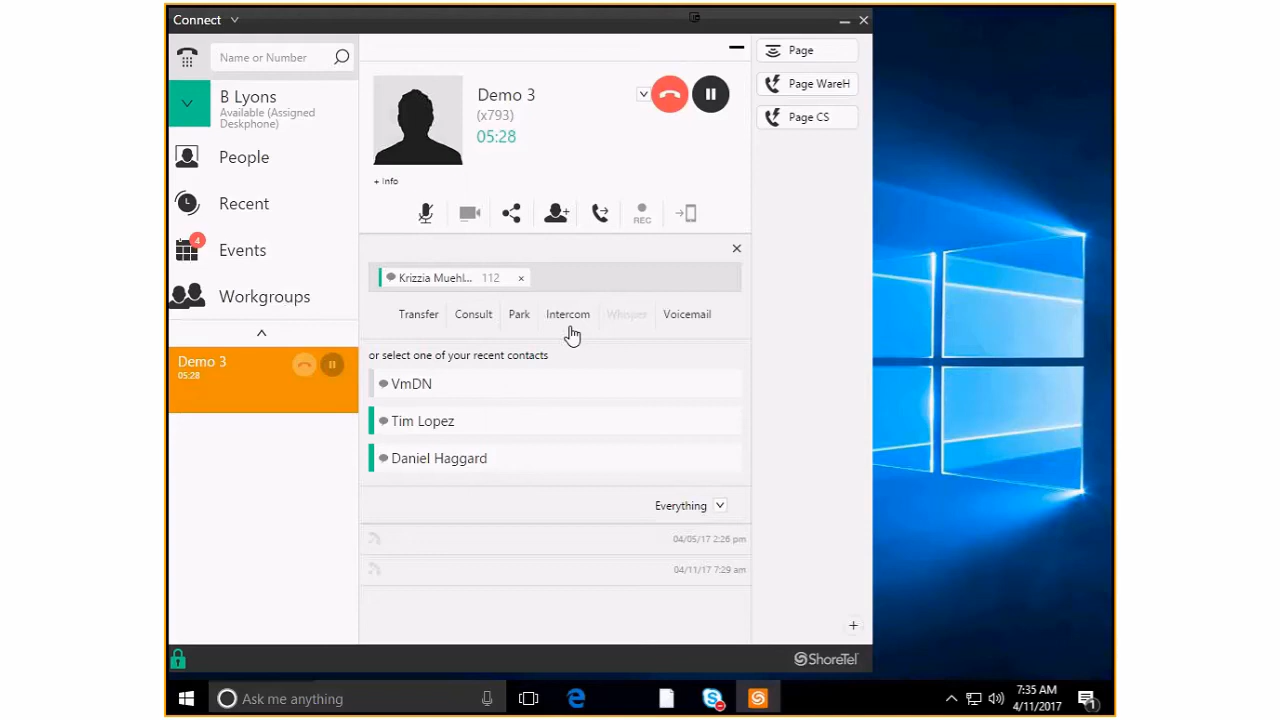 Connect
Name or Number
B Lyons
Available (Assigned
Deskphone)
People
Recent
4
Events
Workgroups
Demo 3
05:28
Demo 3
(x793)
05:28
+ Info
REC
Krizzia Muehl... 112 ×
Transfer Consult Park Intercom Whisper Voicemail
or select one of your recent contacts
VmDN
Tim Lopez
Daniel Haggard
Everything
04/05/17 2:26 pm
04/11/17 7:29 am
Page
Page WareH
Page CS
+
ShoreTel
Ask me anything
7:35 AM
4/11/2017
1